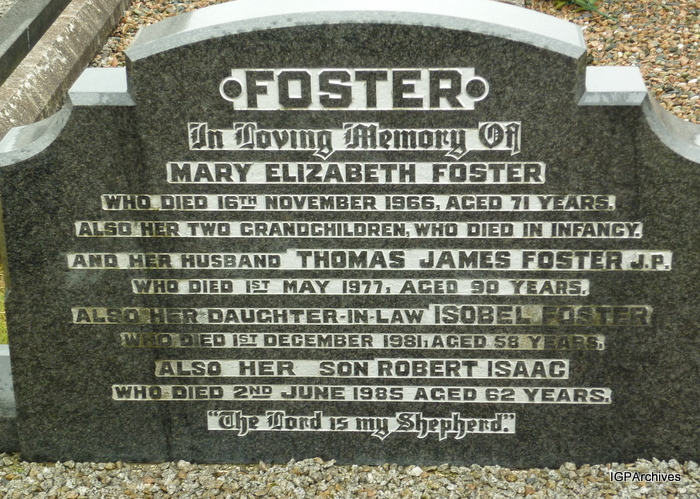 FOSTER
In Loving Memory Of
MARY ELIZABETH FOSTER
WHO DIED 16TH NOVEMBER 1966, AGED 71 YEARS.
ALSO HER TWO GRANDCHILDREN, WHO DIED IN INFANCY.
AND HER HUSBAND THOMAS JAMES FOSTER J.P.
WHO DIED 1ST MAY 1977, AGED 90 YEARS.
ALSO HER DAUGHTER-IN-LAW ISOBEL FOSTER
WHO DIED 1ST DECEMBER 1981, AGED 58 YEARS.
ALSO HER SON ROBERT ISAAC
WHO DIED 2ND JUNE 1985 AGED 62 YEARS.
"The Lord is my Shepherd."
IGPArchives